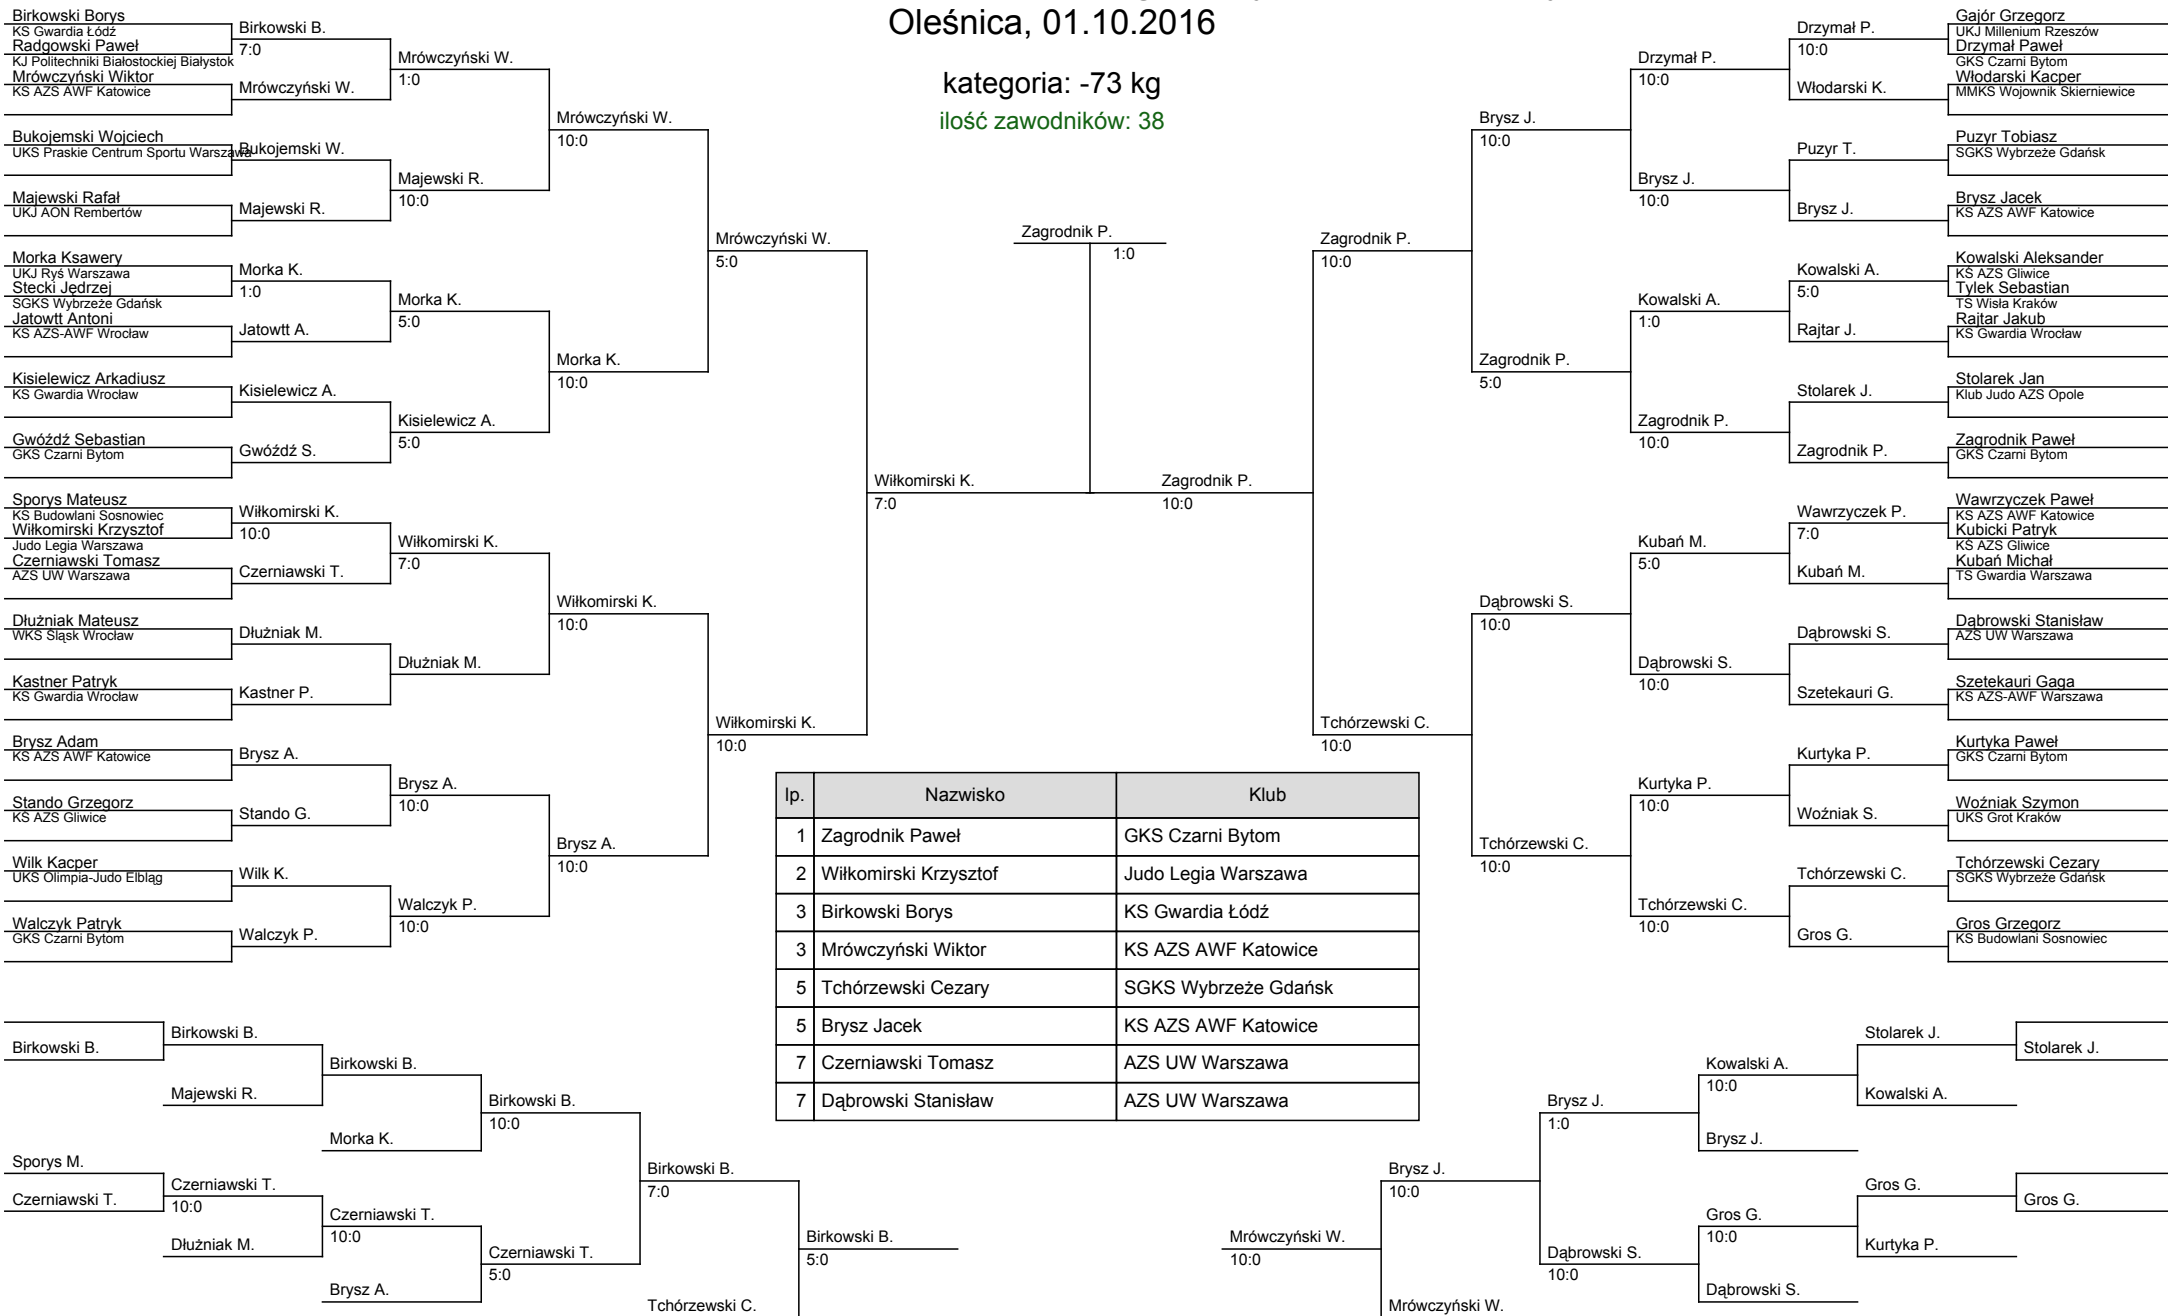 Oleśnica, 01.10.2016
kategoria: -73 kg
ilość zawodników: 38
Birkowski Borys
KS Gwardia Łódź
Radgowski Paweł
KJ Politechniki Białostockiej Białystok
Mrówczyński Wiktor
KS AZS AWF Katowice
Bukojemski Wojciech
UKS Praskie Centrum Sportu Warszawa
Majewski Rafał
UKJ AON Rembertów
Morka Ksawery
UKJ Ryś Warszawa
Stecki Jędrzej
SGKS Wybrzeże Gdańsk
Jatowtt Antoni
KS AZS-AWF Wrocław
Kisielewicz Arkadiusz
KS Gwardia Wrocław
Gwóźdź Sebastian
GKS Czarni Bytom
Sporys Mateusz
KS Budowlani Sosnowiec
Wiłkomirski Krzysztof
Judo Legia Warszawa
Czerniawski Tomasz
AZS UW Warszawa
Dłużniak Mateusz
WKS Śląsk Wrocław
Kastner Patryk
KS Gwardia Wrocław
Brysz Adam
KS AZS AWF Katowice
Stando Grzegorz
KS AZS Gliwice
Wilk Kacper
UKS Olimpia-Judo Elbląg
Walczyk Patryk
GKS Czarni Bytom
Birkowski B.
7:0
Mrówczyński W.
Bukojemski W.
Majewski R.
Morka K.
1:0
Jatowtt A.
Kisielewicz A.
Gwóźdź S.
Wiłkomirski K.
10:0
Czerniawski T.
Dłużniak M.
Kastner P.
Brysz A.
Stando G.
Wilk K.
Walczyk P.
Mrówczyński W.
1:0
Majewski R.
10:0
Morka K.
5:0
Kisielewicz A.
5:0
Wiłkomirski K.
7:0
Dłużniak M.
Brysz A.
10:0
Walczyk P.
10:0
Mrówczyński W.
10:0
Morka K.
10:0
Wiłkomirski K.
10:0
Brysz A.
10:0
Mrówczyński W.
5:0
Wiłkomirski K.
10:0
Wiłkomirski K.
7:0
Zagrodnik P.
1:0
Zagrodnik P.
10:0
Zagrodnik P.
10:0
Tchórzewski C.
10:0
Brysz J.
10:0
Zagrodnik P.
5:0
Dąbrowski S.
10:0
Tchórzewski C.
10:0
Drzymał P.
10:0
Brysz J.
10:0
Kowalski A.
1:0
Zagrodnik P.
10:0
Kubań M.
5:0
Dąbrowski S.
10:0
Kurtyka P.
10:0
Tchórzewski C.
10:0
Drzymał P.
10:0
Włodarski K.
Puzyr T.
Brysz J.
Kowalski A.
5:0
Rajtar J.
Stolarek J.
Zagrodnik P.
Wawrzyczek P.
7:0
Kubań M.
Dąbrowski S.
Szetekauri G.
Kurtyka P.
Woźniak S.
Tchórzewski C.
Gros G.
Gajór Grzegorz
UKJ Millenium Rzeszów
Drzymał Paweł
GKS Czarni Bytom
Włodarski Kacper
MMKS Wojownik Skierniewice
Puzyr Tobiasz
SGKS Wybrzeże Gdańsk
Brysz Jacek
KS AZS AWF Katowice
Kowalski Aleksander
KS AZS Gliwice
Tylek Sebastian
TS Wisła Kraków
Rajtar Jakub
KS Gwardia Wrocław
Stolarek Jan
Klub Judo AZS Opole
Zagrodnik Paweł
GKS Czarni Bytom
Wawrzyczek Paweł
KS AZS AWF Katowice
Kubicki Patryk
KS AZS Gliwice
Kubań Michał
TS Gwardia Warszawa
Dąbrowski Stanisław
AZS UW Warszawa
Szetekauri Gaga
KS AZS-AWF Warszawa
Kurtyka Paweł
GKS Czarni Bytom
Woźniak Szymon
UKS Grot Kraków
Tchórzewski Cezary
SGKS Wybrzeże Gdańsk
Gros Grzegorz
KS Budowlani Sosnowiec
lp. Nazwisko Klub
1 Zagrodnik Paweł GKS Czarni Bytom
2 Wiłkomirski Krzysztof Judo Legia Warszawa
3 Birkowski Borys KS Gwardia Łódź
3 Mrówczyński Wiktor KS AZS AWF Katowice
5 Tchórzewski Cezary SGKS Wybrzeże Gdańsk
5 Brysz Jacek KS AZS AWF Katowice
7 Czerniawski Tomasz AZS UW Warszawa
7 Dąbrowski Stanisław AZS UW Warszawa
Birkowski B.
Sporys M.
Czerniawski T.
Birkowski B.
Majewski R.
Czerniawski T.
10:0
Dłużniak M.
Birkowski B.
Morka K.
Czerniawski T.
10:0
Brysz A.
Birkowski B.
10:0
Czerniawski T.
5:0
Birkowski B.
7:0
Tchórzewski C.
Birkowski B.
5:0
Mrówczyński W.
10:0
Brysz J.
10:0
Mrówczyński W.
Brysz J.
1:0
Dąbrowski S.
10:0
Kowalski A.
10:0
Brysz J.
Gros G.
10:0
Dąbrowski S.
Stolarek J.
Kowalski A.
Gros G.
Kurtyka P.
Stolarek J.
Gros G.